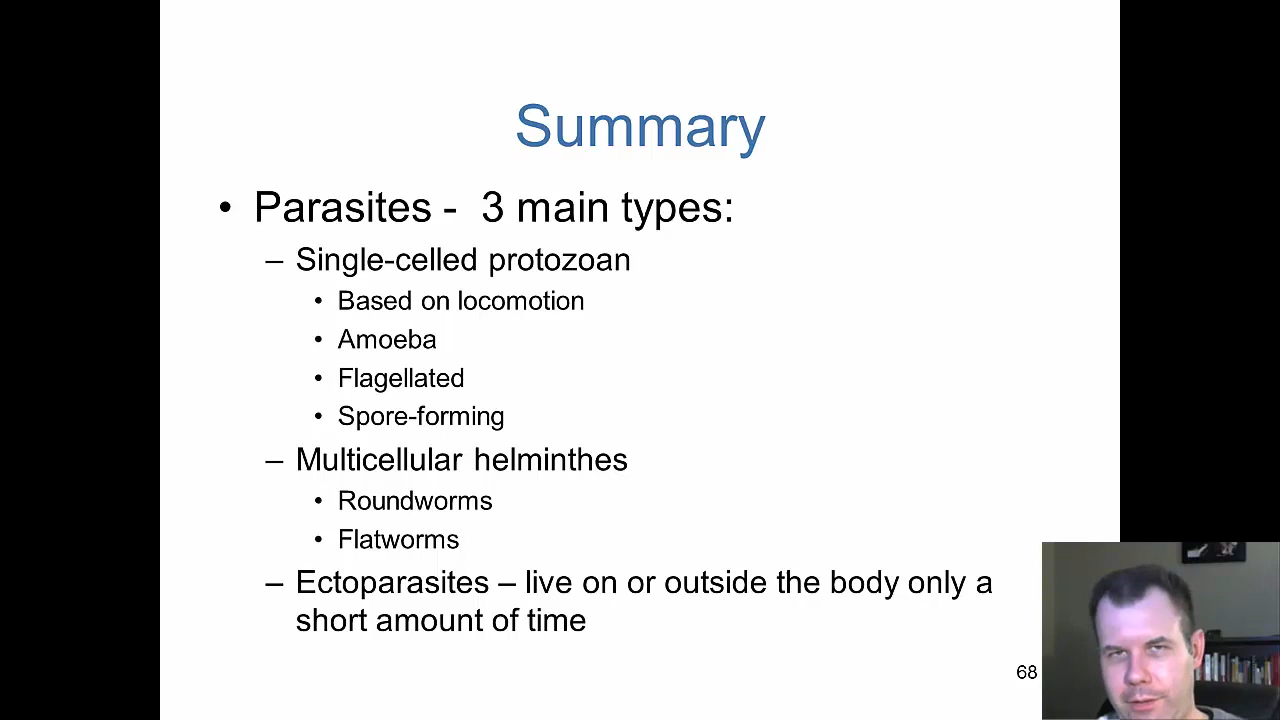 Summary
• Parasites - 3 main types:
– Single-celled protozoan
• Based on locomotion
• Amoeba
• Flagellated
• Spore-forming
– Multicellular helminthes
• Roundworms
• Flatworms
– Ectoparasites – live on or outside the body only a
short amount of time
68